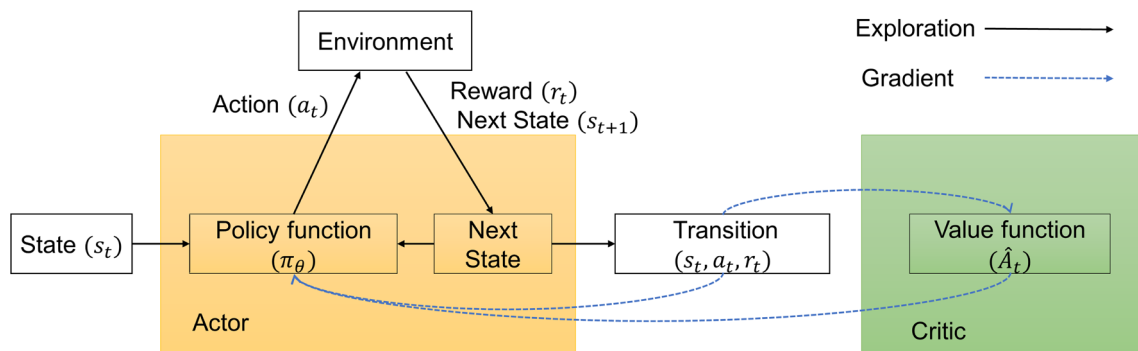 Environment
Exploration
Gradient
Action (a_t)
Reward (r_t)
Next State (s_{t+1})
State (s_t)
Policy function
(π_θ)
Next
State
Transition
(s_t, a_t, r_t)
Value function
(Â_t)
Actor
Critic